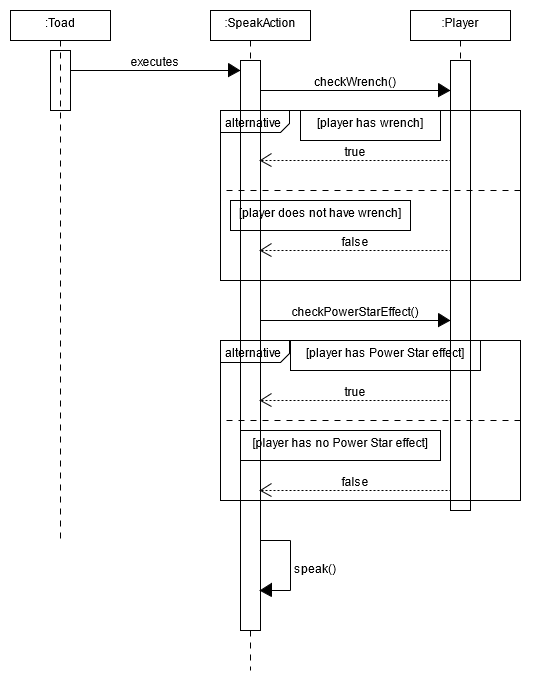 :Toad
:SpeakAction
:Player
executes
checkWrench()
alternative
[player has wrench]
true
[player does not have wrench]
false
checkPowerStarEffect()
alternative
[player has Power Star effect]
true
[player has no Power Star effect]
false
speak()